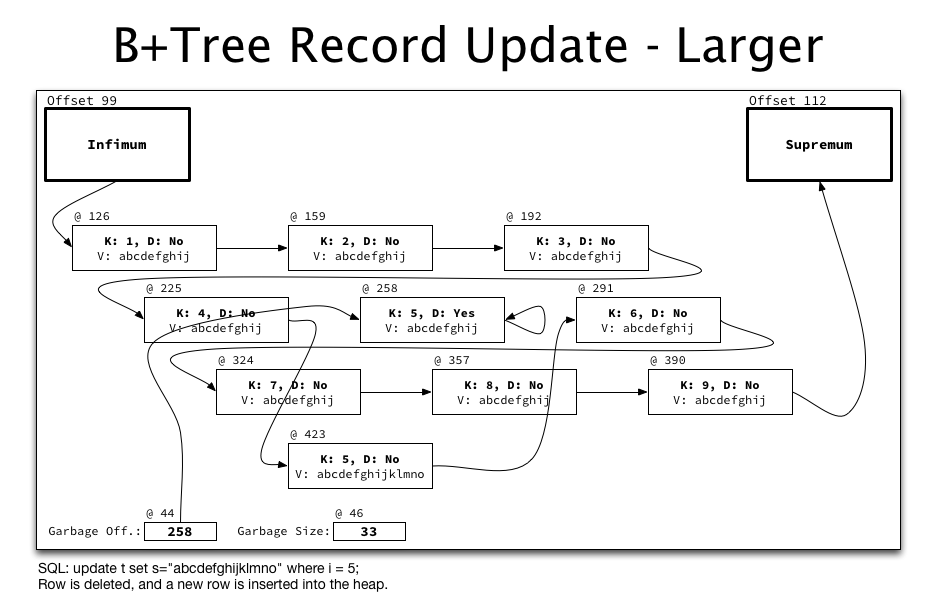 B+Tree Record Update - Larger
Offset 99
Offset 112
Infimum
Supremum
@ 126
@ 159
@ 192
K: 1, D: No
V: abcdefghij
K: 2, D: No
V: abcdefghij
K: 3, D: No
V: abcdefghij
@ 225
@ 258
@ 291
K: 4, D: No
V: abcdefghij
K: 5, D: Yes
V: abcdefghij
K: 6, D: No
V: abcdefghij
@ 324
@ 357
@ 390
K: 7, D: No
V: abcdefghij
K: 8, D: No
V: abcdefghij
K: 9, D: No
V: abcdefghij
@ 423
K: 5, D: No
V: abcdefghijklmno
@ 44
@ 46
Garbage Off.: 258
Garbage Size: 33
SQL: update t set s="abcdefghijklmno" where i = 5;
Row is deleted, and a new row is inserted into the heap.